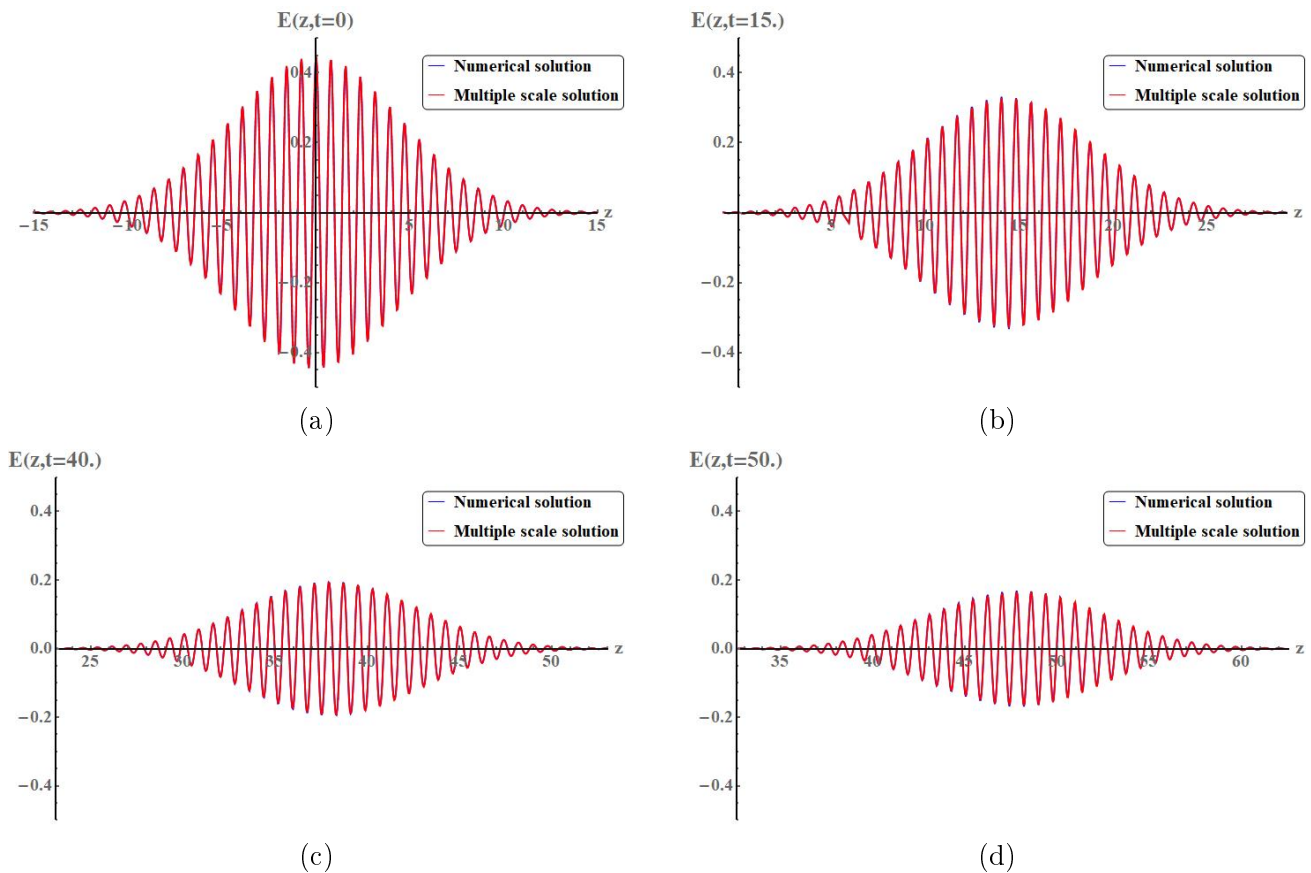 E(z,t=0)
Numerical solution
Multiple scale solution
0.4
0.2
−0.2
−0.4
−15 −10 −5 5 10 15
z
(a)
E(z,t=15.)
Numerical solution
Multiple scale solution
0.4
0.2
0.0
−0.2
−0.4
5 10 15 20 25
z
(b)
E(z,t=40.)
Numerical solution
Multiple scale solution
0.4
0.2
0.0
−0.2
−0.4
25 30 35 40 45 50
z
(c)
E(z,t=50.)
Numerical solution
Multiple scale solution
0.4
0.2
0.0
−0.2
−0.4
35 40 45 50 55 60
z
(d)